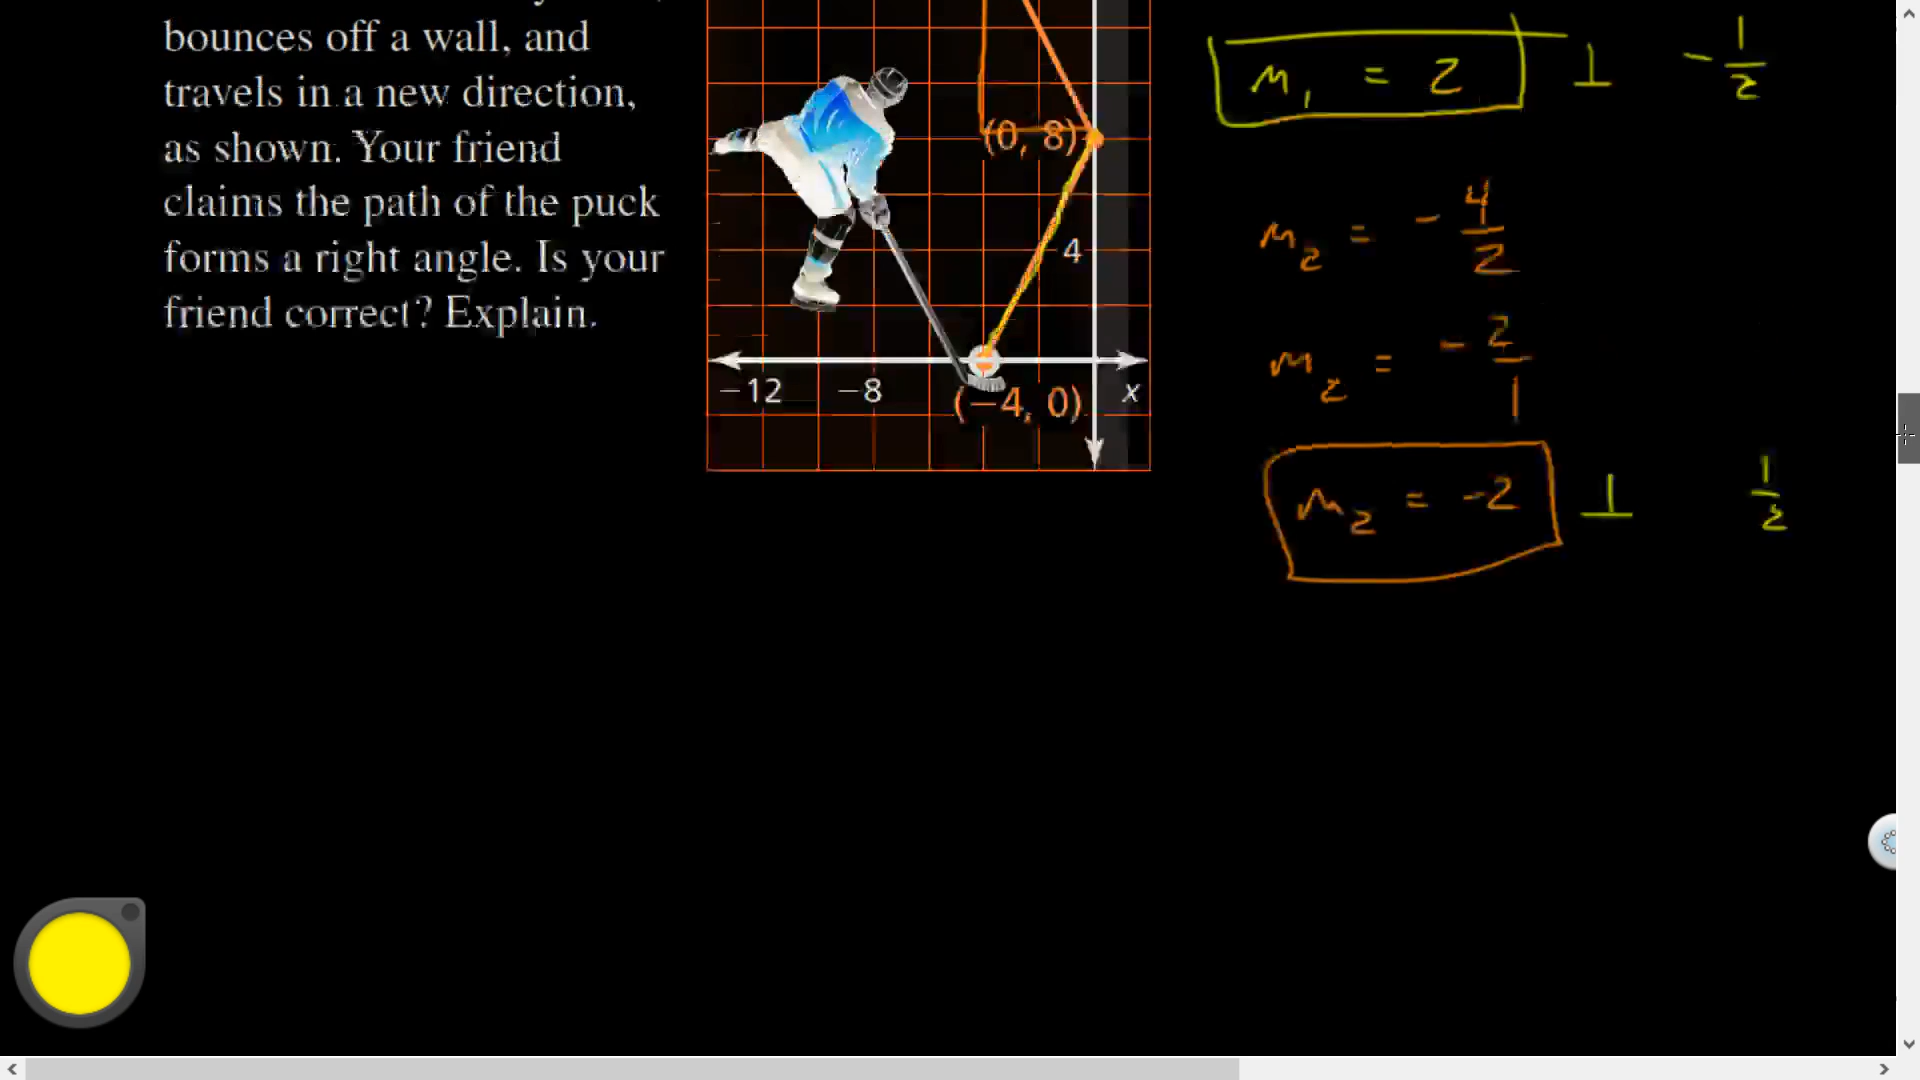 bounces off a wall, and
travels in a new direction,
as shown. Your friend
claims the path of the puck
forms a right angle. Is your
friend correct? Explain.
(0, 8)
4
−12
−8
(−4, 0)
x
m₁ = 2 ⊥ - 1/2
m₂ = - 4/2
m₂ = - 2/1
m₂ = -2 ⊥ 1/2